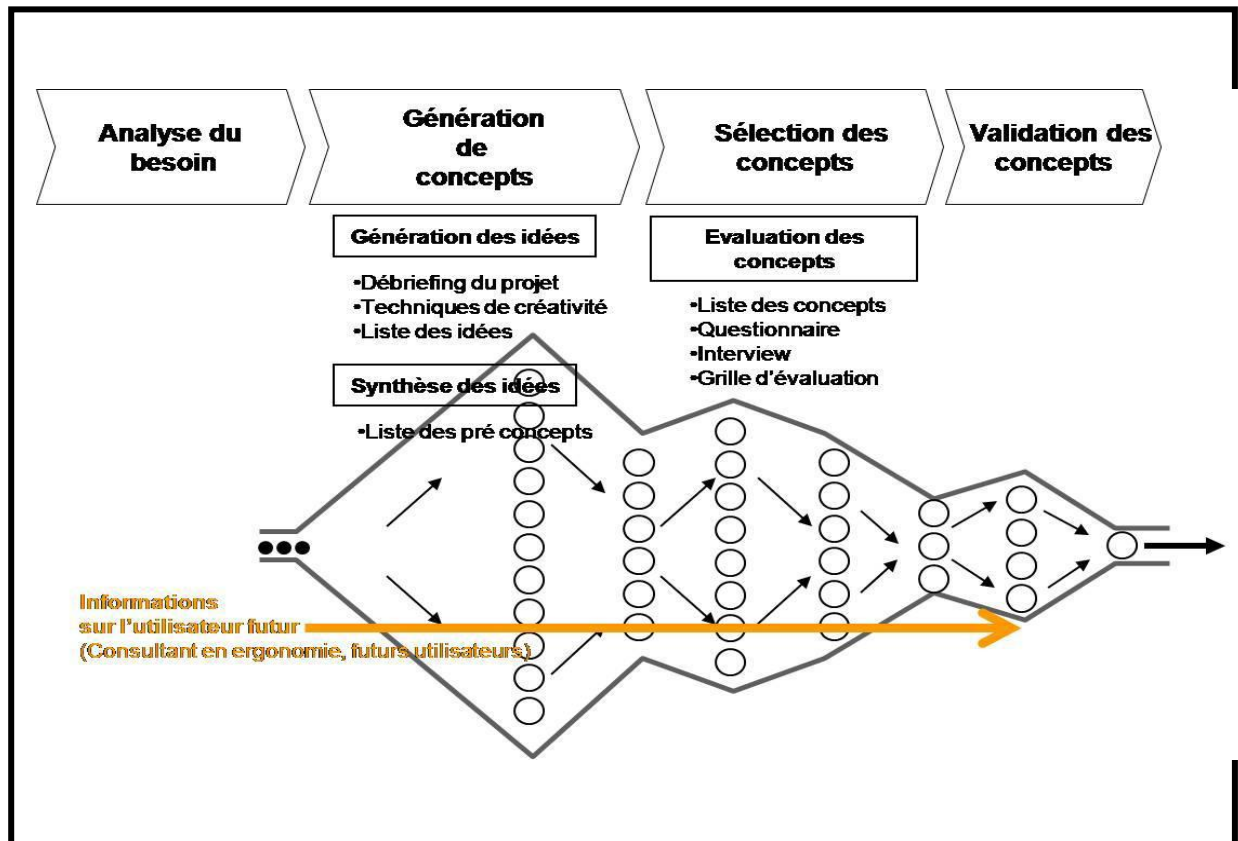 Analyse du
besoin
Génération
de
concepts
Sélection des
concepts
Validation des
concepts
Génération des idées
•Débriefing du projet
•Techniques de créativité
•Liste des idées
Synthèse des idées
•Liste des pré concepts
Evaluation des
concepts
•Liste des concepts
•Questionnaire
•Interview
•Grille d'évaluation
Informations
sur l'utilisateur futur
(Consultant en ergonomie, futurs utilisateurs)